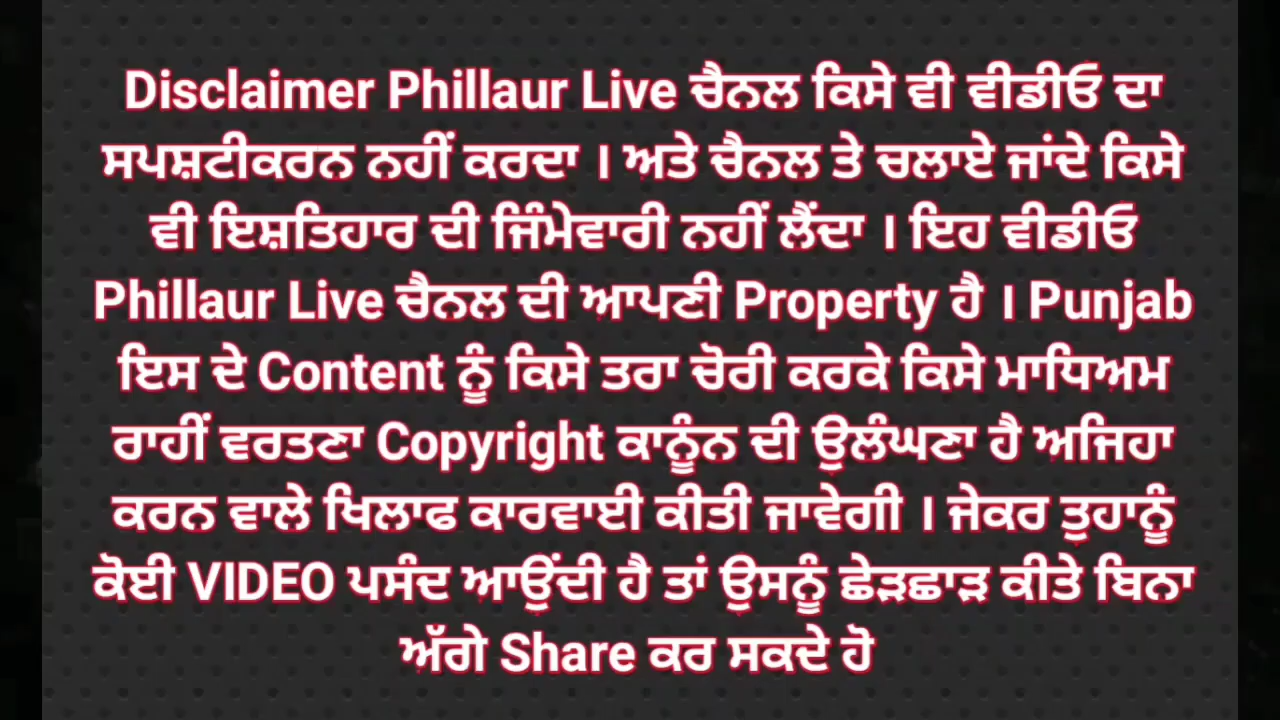 Disclaimer Phillaur Live ਚੈਨਲ ਕਿਸੇ ਵੀ ਵੀਡੀਓ ਦਾ
ਸਪਸ਼ਟੀਕਰਨ ਨਹੀਂ ਕਰਦਾ । ਅਤੇ ਚੈਨਲ ਤੇ ਚਲਾਏ ਜਾਂਦੇ ਕਿਸੇ
ਵੀ ਇਸ਼ਤਿਹਾਰ ਦੀ ਜਿੰਮੇਵਾਰੀ ਨਹੀਂ ਲੈਂਦਾ । ਇਹ ਵੀਡੀਓ
Phillaur Live ਚੈਨਲ ਦੀ ਆਪਣੀ Property ਹੈ । Punjab
ਇਸ ਦੇ Content ਨੂੰ ਕਿਸੇ ਤਰਾ ਚੋਰੀ ਕਰਕੇ ਕਿਸੇ ਮਾਧਿਅਮ
ਰਾਹੀਂ ਵਰਤਣਾ Copyright ਕਾਨੂੰਨ ਦੀ ਉਲੰਘਣਾ ਹੈ ਅਜਿਹਾ
ਕਰਨ ਵਾਲੇ ਖਿਲਾਫ ਕਾਰਵਾਈ ਕੀਤੀ ਜਾਵੇਗੀ । ਜੇਕਰ ਤੁਹਾਨੂੰ
ਕੋਈ VIDEO ਪਸੰਦ ਆਉਂਦੀ ਹੈ ਤਾਂ ਉਸਨੂੰ ਛੇੜਛਾੜ ਕੀਤੇ ਬਿਨਾ
ਅੱਗੇ Share ਕਰ ਸਕਦੇ ਹੋ